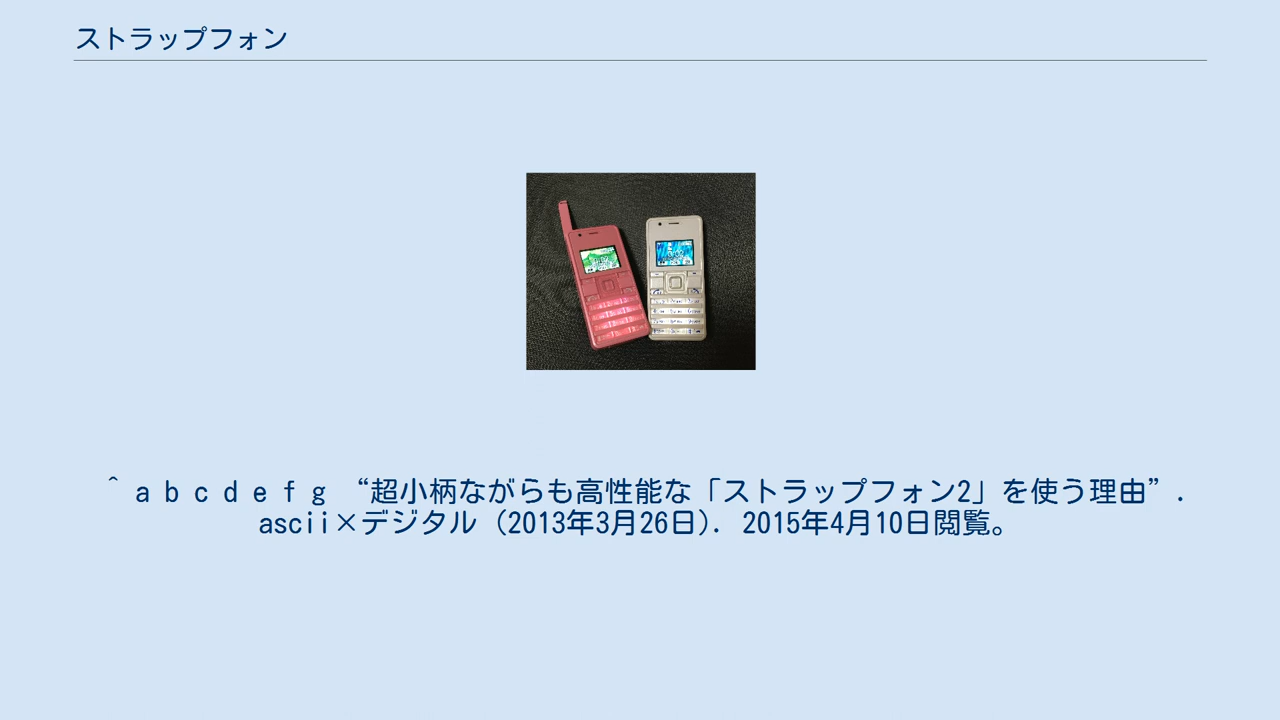 ストラップフォン
^ a b c d e f g “超小柄ながらも高性能な「ストラップフォン2」を使う理由”.
ascii×デジタル (2013年3月26日). 2015年4月10日閲覧。